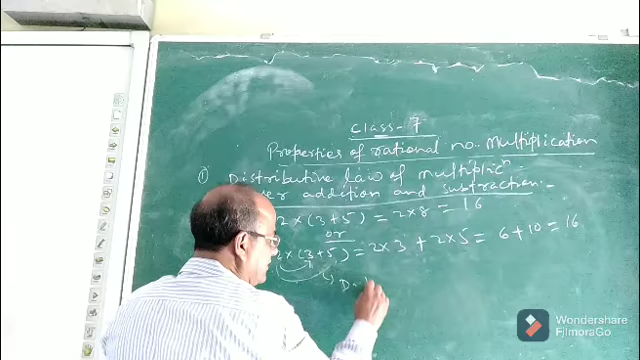 Class-7
Properties of rational no. Multiplication
① Distributive law of multiplicⁿ
over addition and subtraction -
2 × (3+5) = 2×8 = 16
or
2 × (3+5) = 2×3 + 2×5 = 6+10 = 16
Wondershare
FilmoraGo